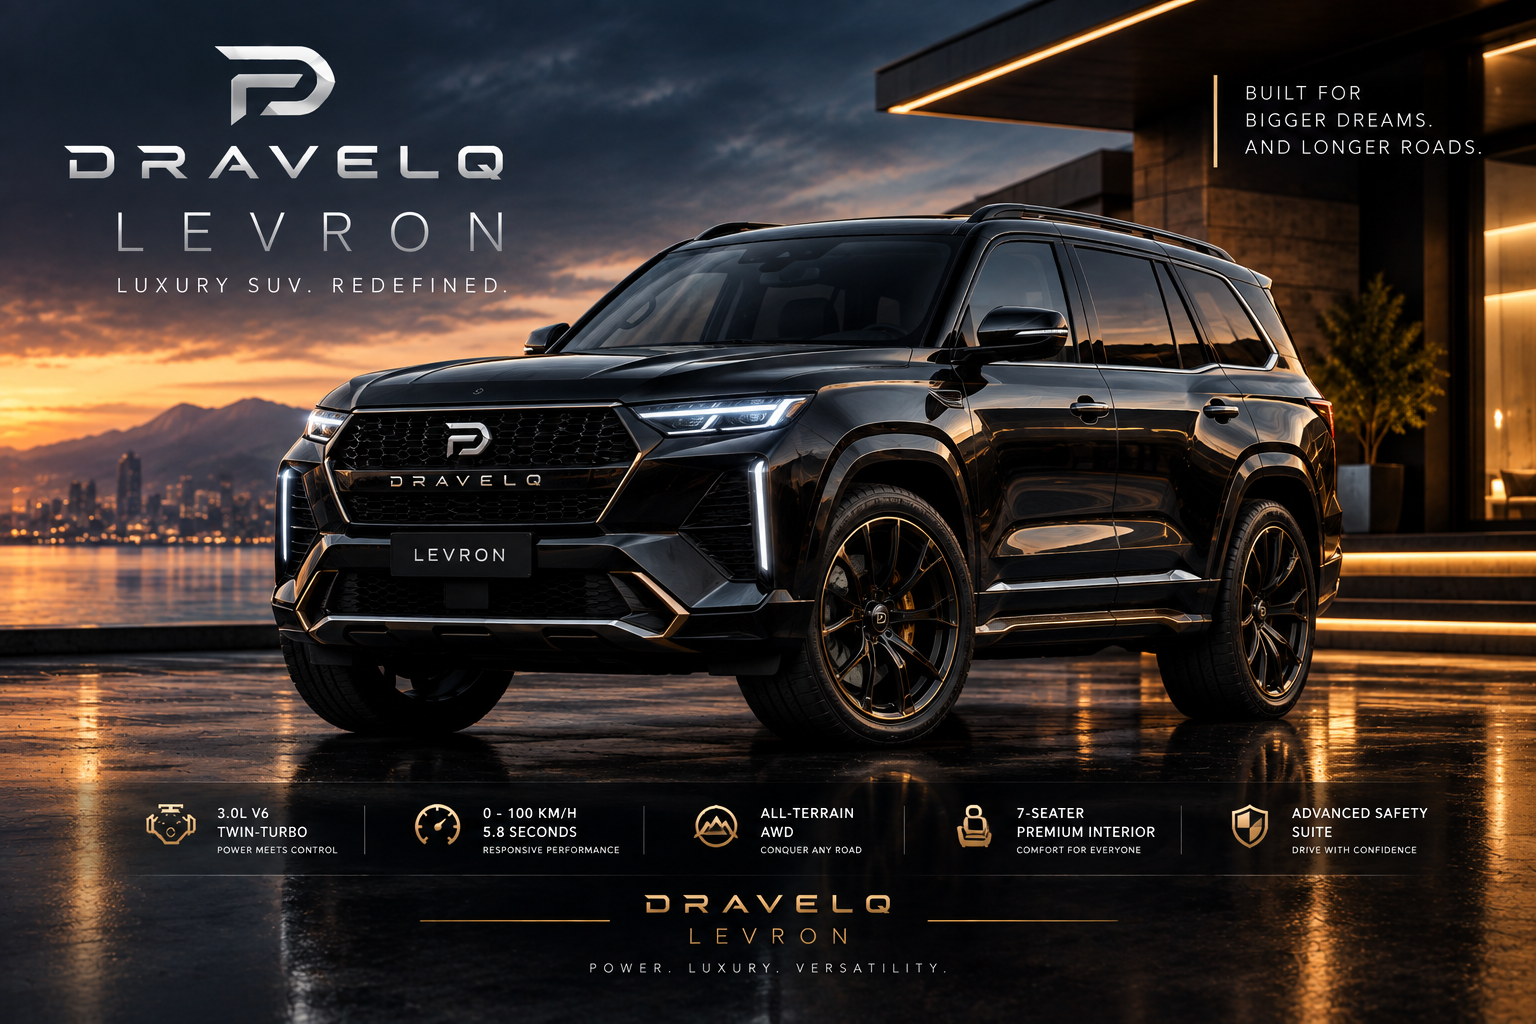 DRAVELQ
LEVRON
LUXURY SUV. REDEFINED.
BUILT FOR
BIGGER DREAMS.
AND LONGER ROADS.
DRAVELQ
LEVRON
3.0L V6
TWIN-TURBO
POWER MEETS CONTROL
0 - 100 KM/H
5.8 SECONDS
RESPONSIVE PERFORMANCE
ALL-TERRAIN
AWD
CONQUER ANY ROAD
7-SEATER
PREMIUM INTERIOR
COMFORT FOR EVERYONE
ADVANCED SAFETY
SUITE
DRIVE WITH CONFIDENCE
DRAVELQ
LEVRON
POWER. LUXURY. VERSATILITY.